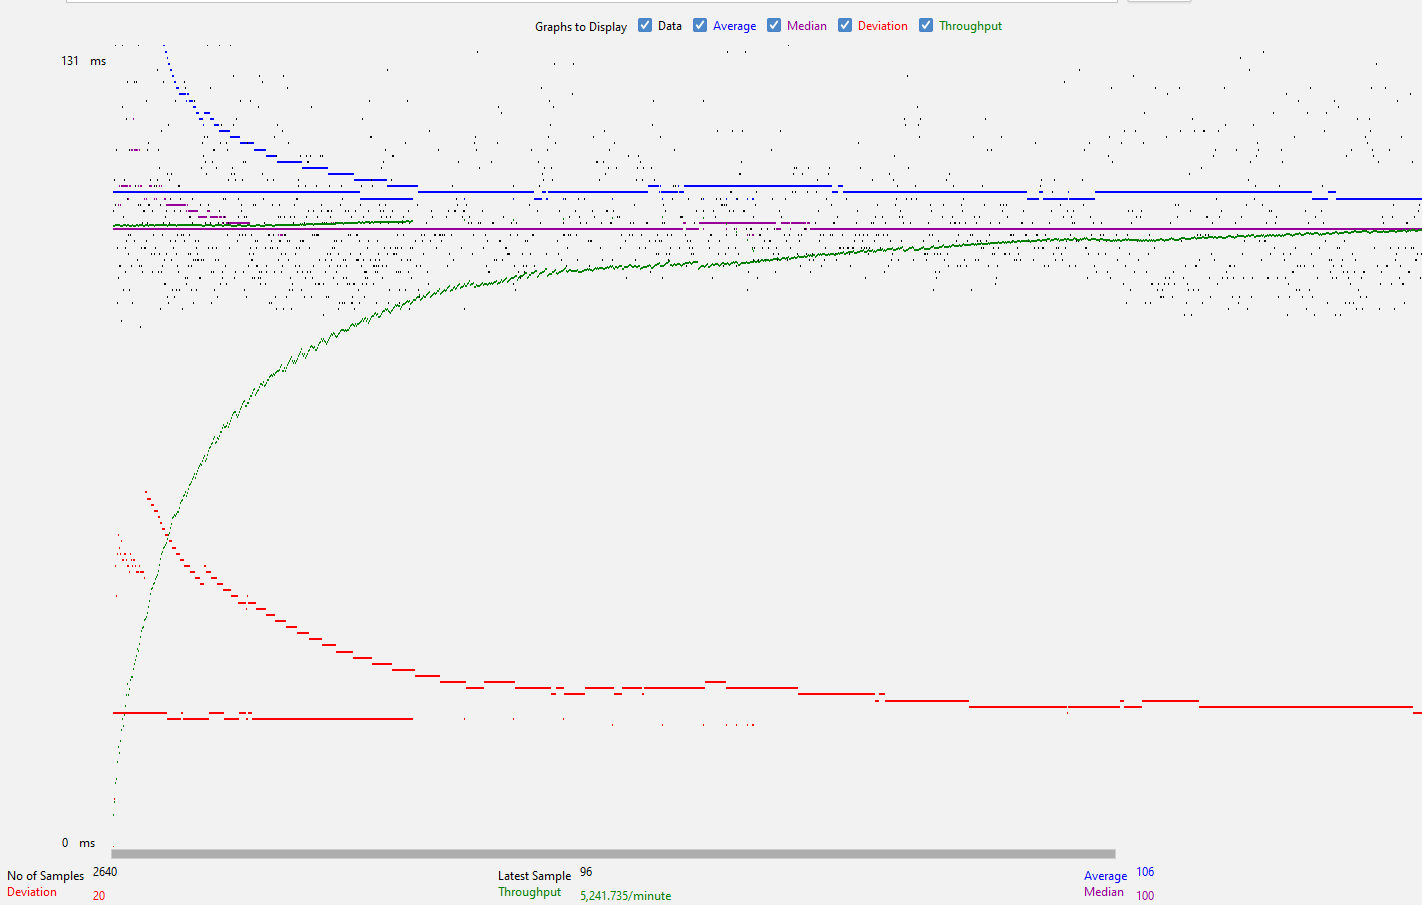 Graphs to Display Data Average Median Deviation Throughput
131 ms
0 ms
No of Samples 2640 Latest Sample 96 Average 106
Deviation 20 Throughput 5,241.735/minute Median 100